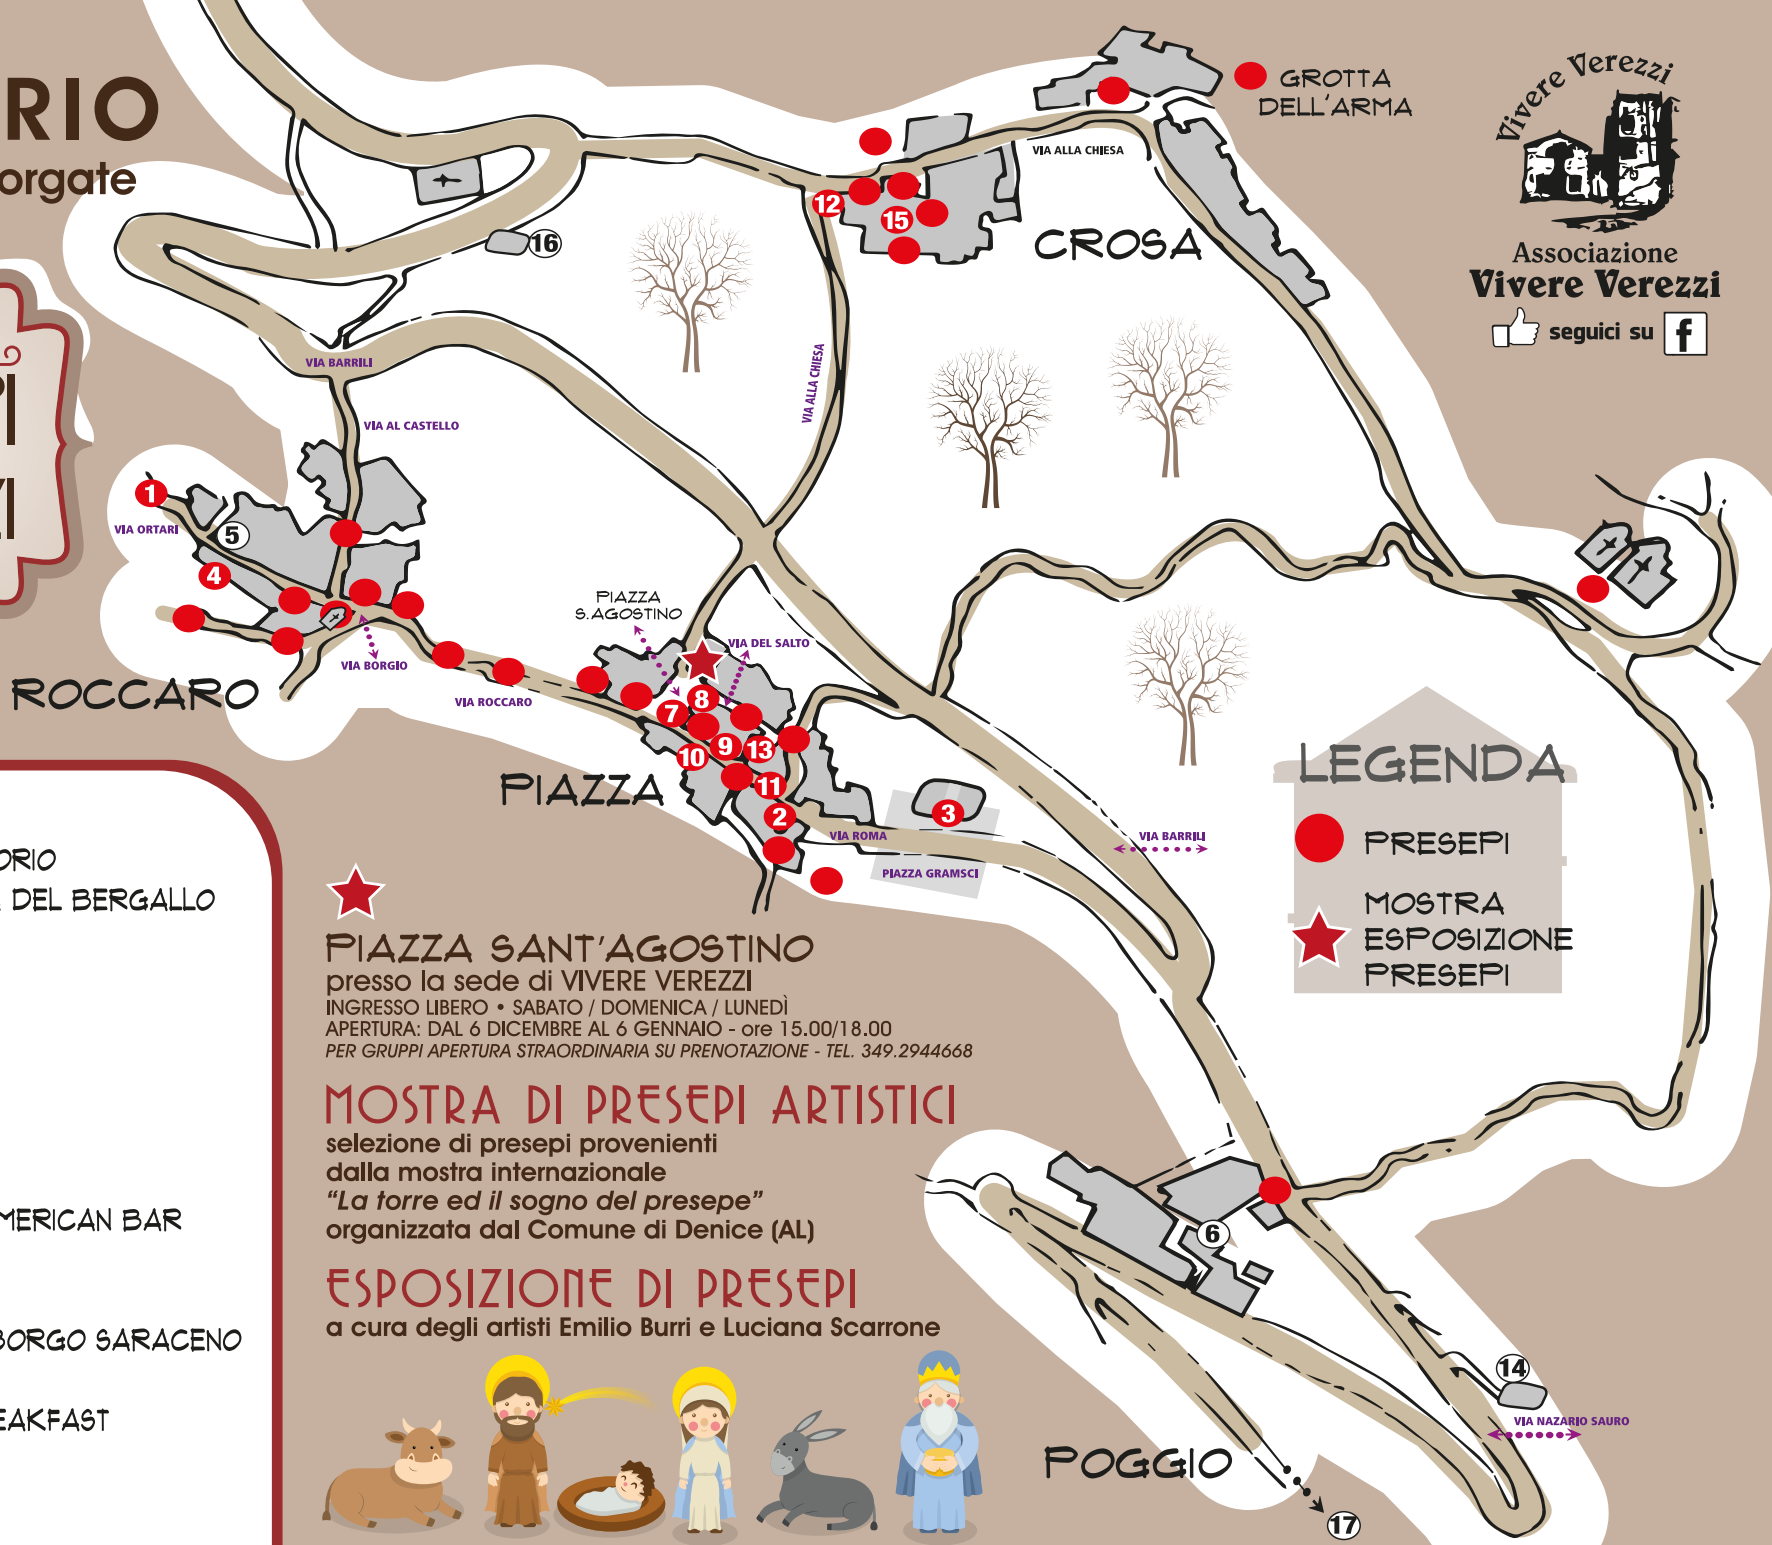 RIO
orgate
PI
ZI
GROTTA
DELL'ARMA
Vivere Verezzi
Associazione
Vivere Verezzi
seguici su f
VIA ALLA CHIESA
12
15
CROSA
16
VIA BARRILI
VIA ALLA CHIESA
VIA AL CASTELLO
1
VIA ORTARI
5
4
VIA BORGIO
ROCCARO
VIA ROCCARO
PIAZZA
S.AGOSTINO
VIA DEL SALTO
8
7
9
13
10
11
2
PIAZZA
3
VIA ROMA
PIAZZA GRAMSCI
VIA BARRILI
LEGENDA
PRESEPI
MOSTRA
ESPOSIZIONE
PRESEPI
ORIO
DEL BERGALLO
MERICAN BAR
BORGO SARACENO
EAKFAST
PIAZZA SANT'AGOSTINO
presso la sede di VIVERE VEREZZI
INGRESSO LIBERO • SABATO / DOMENICA / LUNEDÌ
APERTURA: DAL 6 DICEMBRE AL 6 GENNAIO - ore 15.00/18.00
PER GRUPPI APERTURA STRAORDINARIA SU PRENOTAZIONE - TEL. 349.2944668
MOSTRA DI PRESEPI ARTISTICI
selezione di presepi provenienti
dalla mostra internazionale
“La torre ed il sogno del presepe”
organizzata dal Comune di Denice (AL)
ESPOSIZIONE DI PRESEPI
a cura degli artisti Emilio Burri e Luciana Scarrone
6
14
VIA NAZARIO SAURO
POGGIO
17